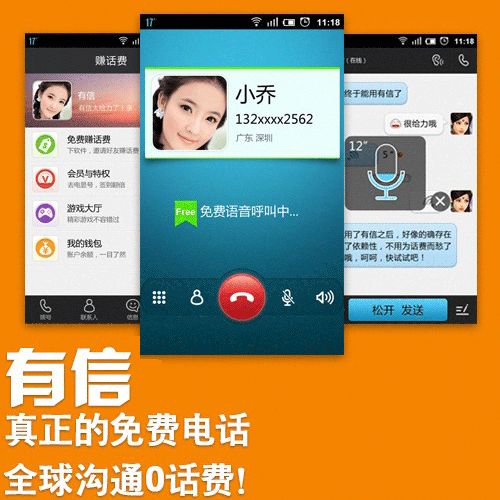 17°
11:18
赚话费
有信
有信大给力了!亲
免费赚话费
下软件，邀请好友赚话费
会员与特权
去电显号，签到翻倍
游戏大厅
精彩游戏不容错过
我的钱包
账户余额，一目了然
拨号
联系人
信息
17°
11:18
小乔
132xxxx2562
广东 深圳
Free
免费语音呼叫中...
11:18
（在线）
终于能用有信了
很给力哦
12"
5"
用了有信之后，好像的确存在
了依赖性，不用为话费而愁了
哦，呵呵，快试试吧！
松开 发送
有信
真正的免费电话
全球沟通0话费!